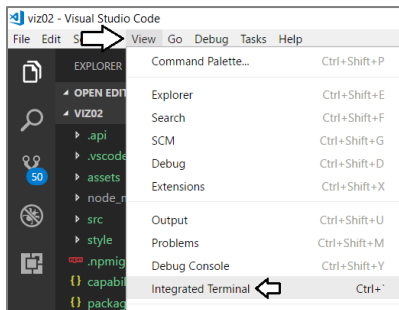 viz02 - Visual Studio Code
File Edit S View Go Debug Tasks Help
EXPLORER
OPEN EDIT
VIZ02
.api
.vscode
assets
node_m
src
style
.npmig
{} capabil
{} packag
50
Command Palette... Ctrl+Shift+P
Explorer Ctrl+Shift+E
Search Ctrl+Shift+F
SCM Ctrl+Shift+G
Debug Ctrl+Shift+D
Extensions Ctrl+Shift+X
Output Ctrl+Shift+U
Problems Ctrl+Shift+M
Debug Console Ctrl+Shift+Y
Integrated Terminal Ctrl+`